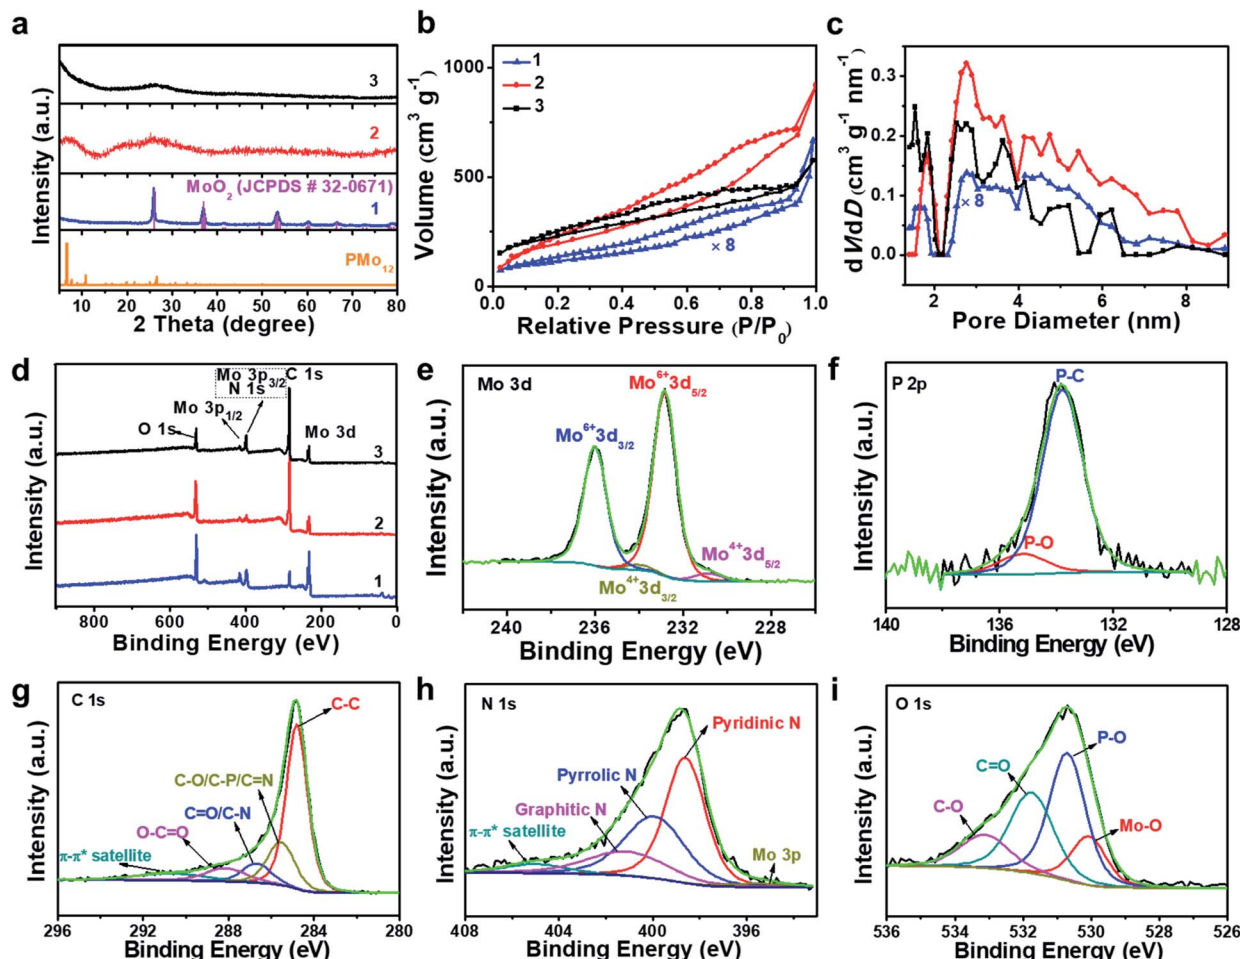 a
Intensity (a.u.)
3
2
MoO₂ (JCPDS # 32-0671)
1
PMo₁₂
10 20 30 40 50 60 70 80
2 Theta (degree)
b
Volume (cm³ g⁻¹)
1000
500
0
1
2
3
× 8
0.0 0.2 0.4 0.6 0.8 1.0
Relative Pressure (P/P₀)
c
dV/dD (cm³ g⁻¹ nm⁻¹)
0.3
0.2
0.1
0.0
× 8
2 4 6 8
Pore Diameter (nm)
d
Intensity (a.u.)
Mo 3p₃/₂
N 1s
C 1s
Mo 3p₁/₂
O 1s
Mo 3d
3
2
1
800 600 400 200 0
Binding Energy (eV)
e
Intensity (a.u.)
Mo 3d
Mo⁶⁺3d₅/₂
Mo⁶⁺3d₃/₂
Mo⁴⁺3d₅/₂
Mo⁴⁺3d₃/₂
240 236 232 228
Binding Energy (eV)
f
Intensity (a.u.)
P 2p
P-C
P-O
140 136 132 128
Binding Energy (eV)
g
Intensity (a.u.)
C 1s
C-C
C-O/C-P/C=N
C=O/C-N
O-C=O
π-π* satellite
296 292 288 284 280
Binding Energy (eV)
h
Intensity (a.u.)
N 1s
Pyridinic N
Pyrrolic N
Graphitic N
π-π* satellite
Mo 3p
408 404 400 396
Binding Energy (eV)
i
Intensity (a.u.)
O 1s
P-O
C=O
C-O
Mo-O
536 534 532 530 528 526
Binding Energy (eV)